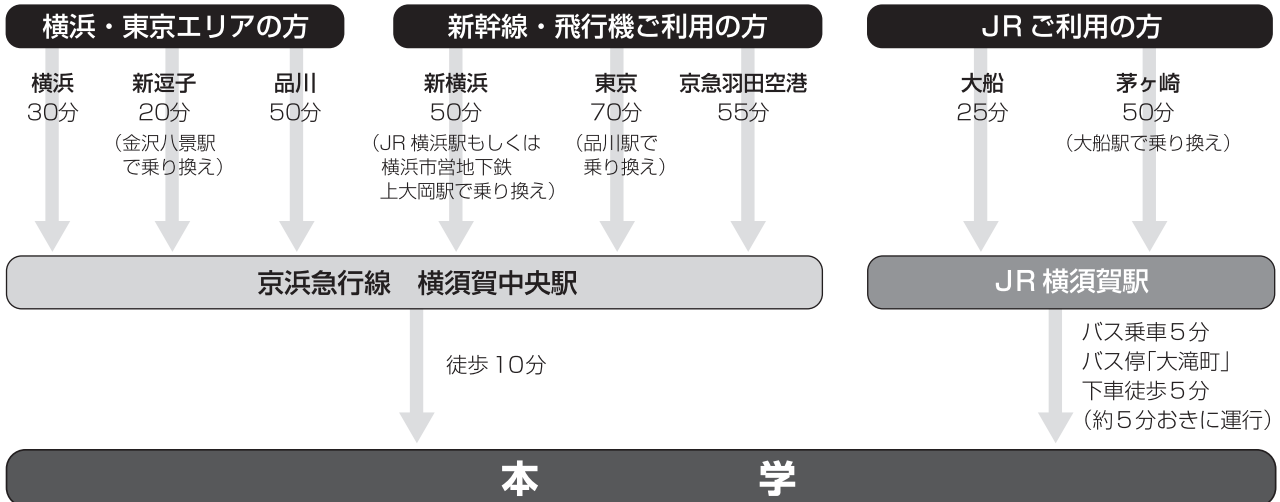 横浜・東京エリアの方
横浜
30分
新逗子
20分
（金沢八景駅
で乗り換え）
品川
50分
新幹線・飛行機ご利用の方
新横浜
50分
（JR 横浜駅もしくは
横浜市営地下鉄
上大岡駅で乗り換え）
東京
70分
（品川駅で
乗り換え）
京急羽田空港
55分
JR ご利用の方
大船
25分
茅ヶ崎
50分
（大船駅で乗り換え）
京浜急行線　横須賀中央駅
JR 横須賀駅
徒歩 10分
バス乗車５分
バス停「大滝町」
下車徒歩５分
（約５分おきに運行）
本　学